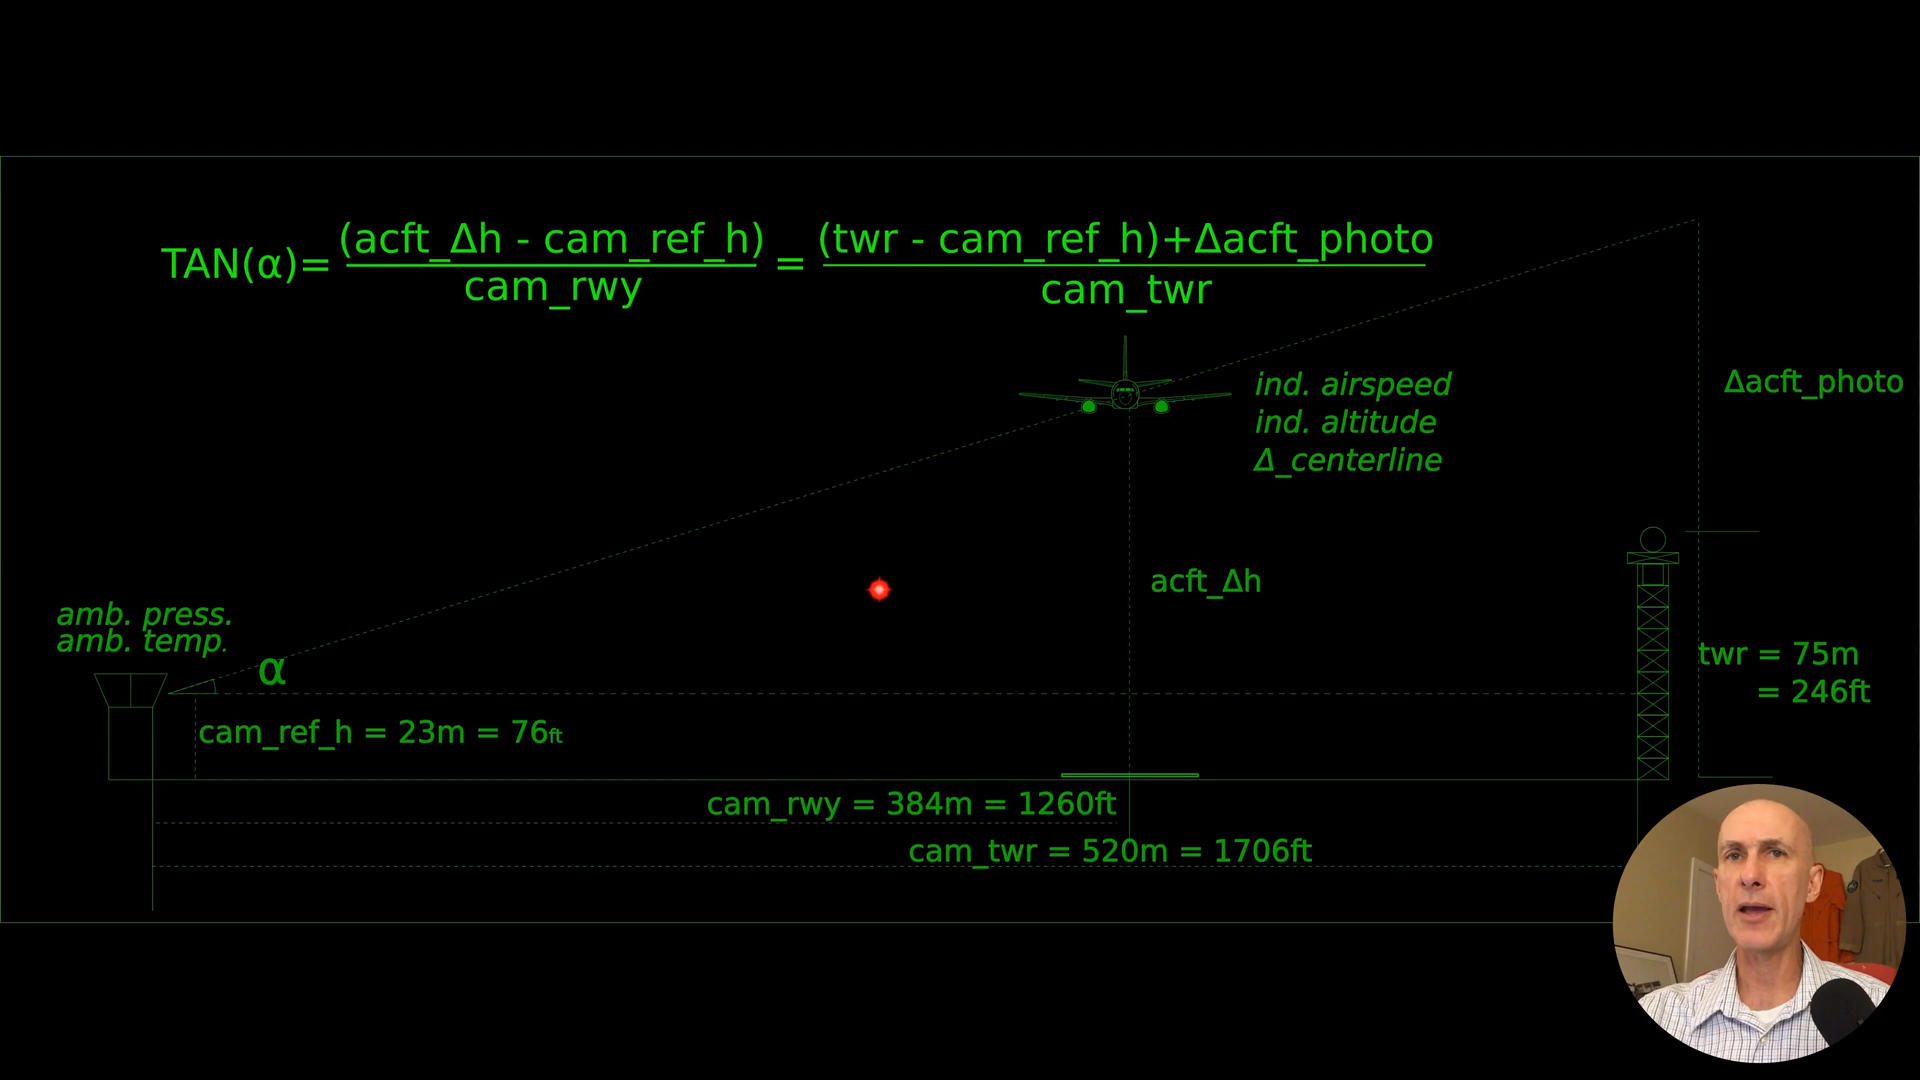 TAN(α)= (acft_Δh - cam_ref_h) = (twr - cam_ref_h)+Δacft_photo
cam_rwy cam_twr
ind. airspeed
ind. altitude
Δ_centerline
Δacft_photo
acft_Δh
amb. press.
amb. temp.
α
twr = 75m
= 246ft
cam_ref_h = 23m = 76ft
cam_rwy = 384m = 1260ft
cam_twr = 520m = 1706ft